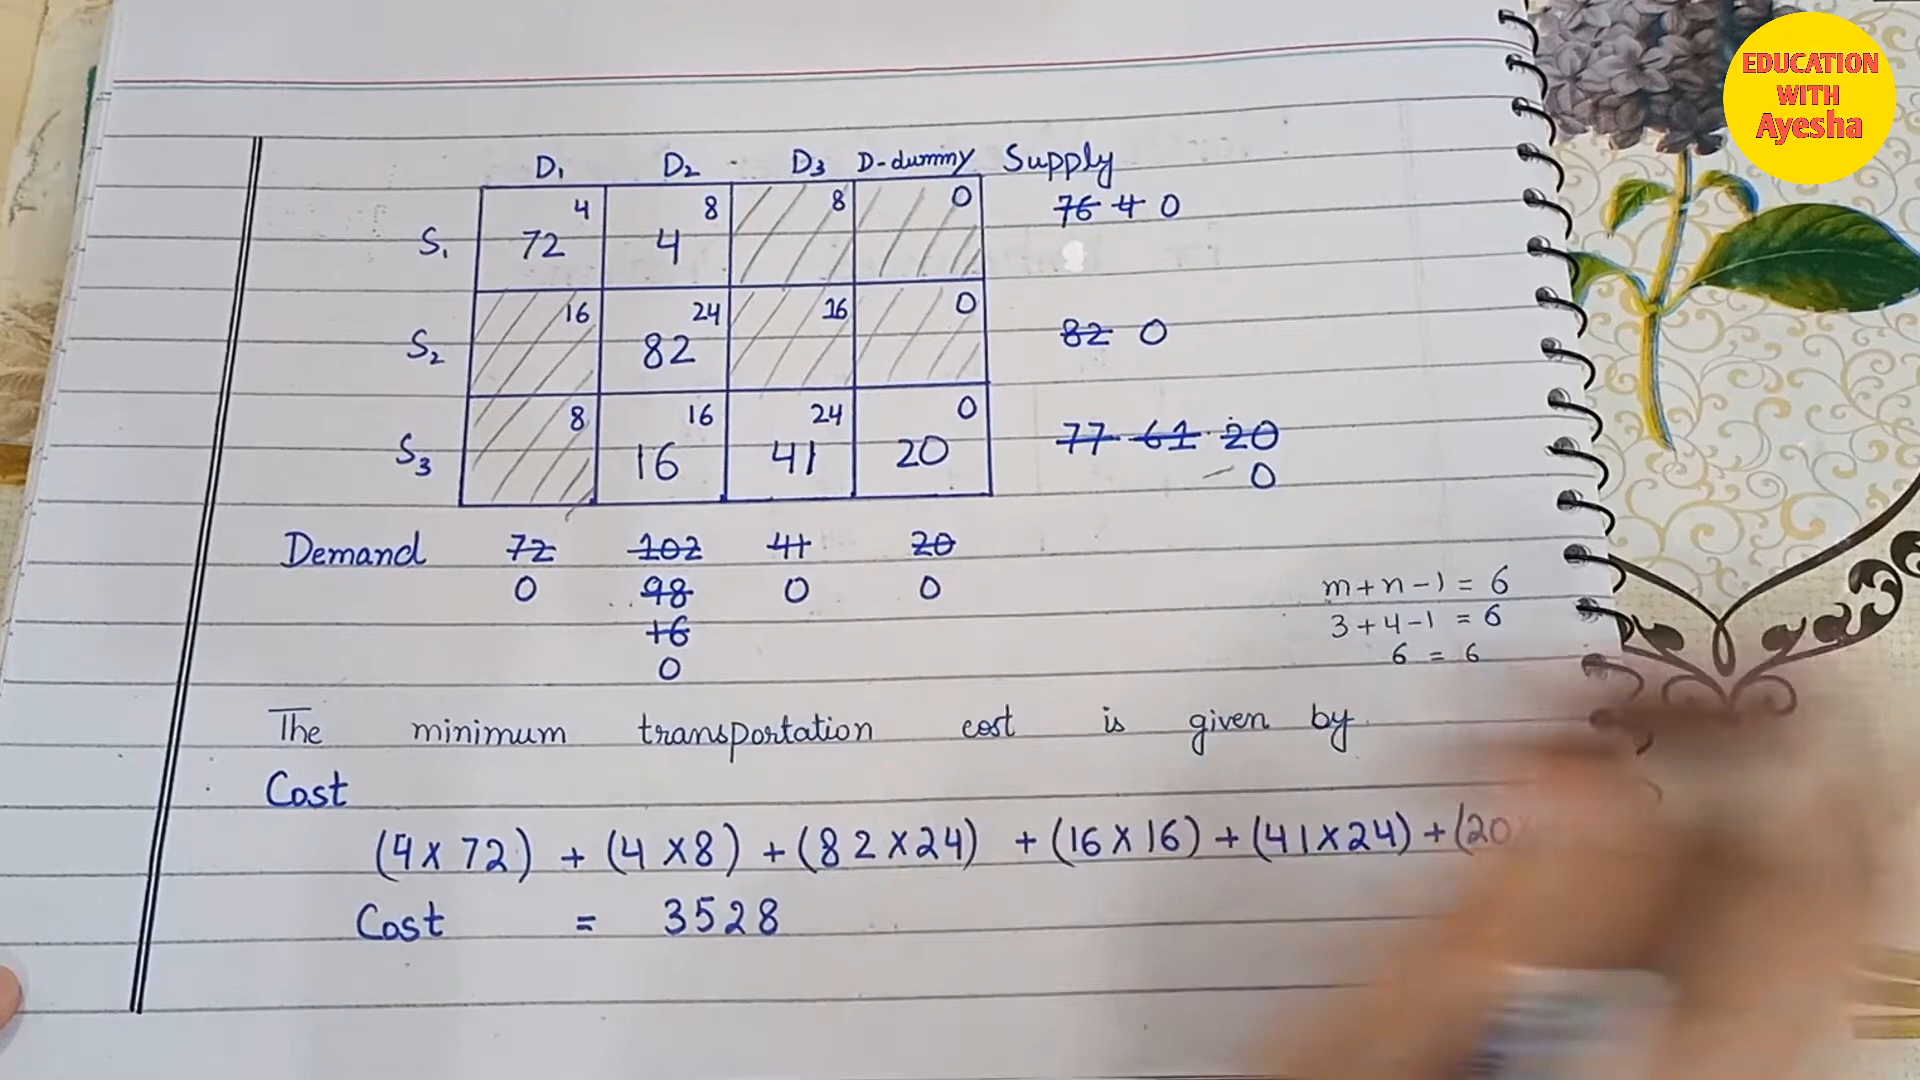 EDUCATION
WITH
Ayesha
D₁ D₂ D₃ D-dummy Supply
4 8 8 0
S₁ 72 4 76 4 0
16 24 16 0
S₂ 82 82 0
8 16 24 0
S₃ 16 41 20 77 61 20
0
Demand 72 102 41 20
0 98 0 0
16
0
m+n-1 = 6
3+4-1 = 6
6 = 6
The minimum transportation cost is given by
Cost
(4×72) + (4×8) + (82×24) + (16×16) + (41×24) + (20
Cost = 3528